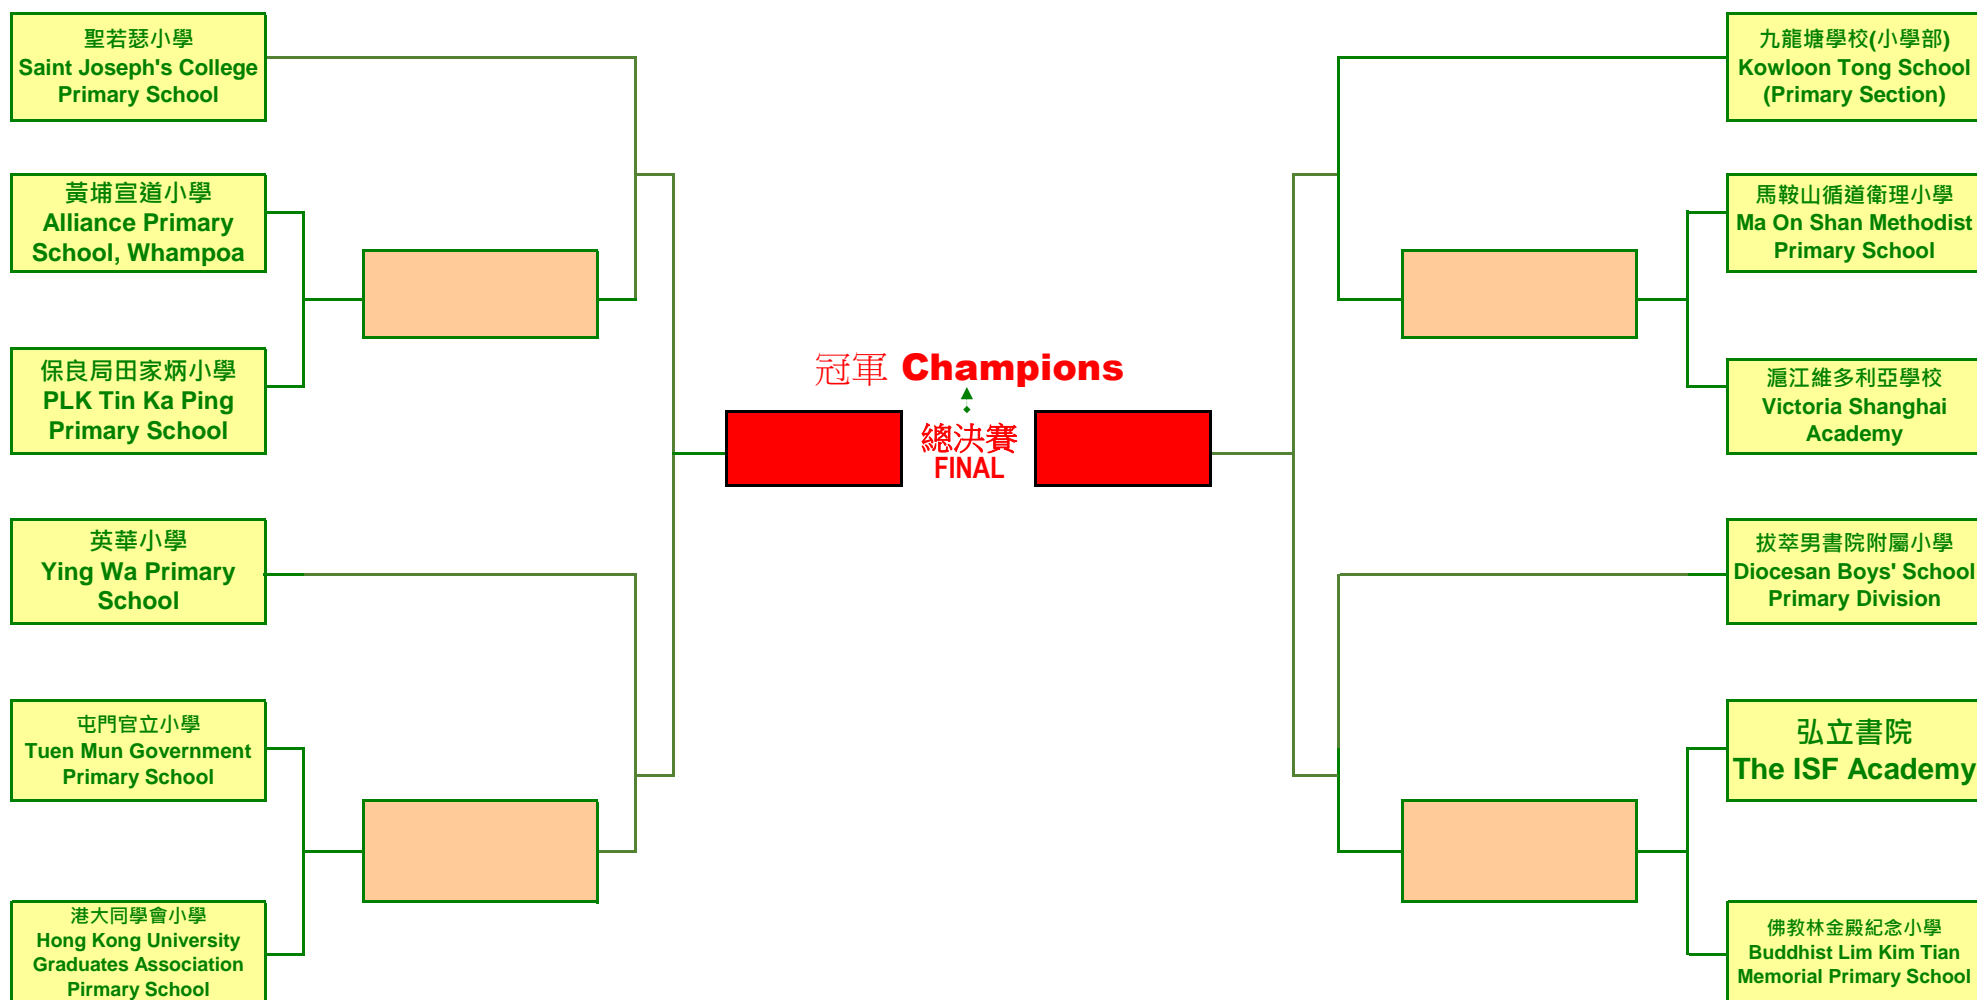 聖若瑟小學
Saint Joseph's College
Primary School
黃埔宣道小學
Alliance Primary
School, Whampoa
保良局田家炳小學
PLK Tin Ka Ping
Primary School
英華小學
Ying Wa Primary
School
屯門官立小學
Tuen Mun Government
Primary School
港大同學會小學
Hong Kong University
Graduates Association
Pirmary School
冠軍 Champions
總決賽
FINAL
九龍塘學校(小學部)
Kowloon Tong School
(Primary Section)
馬鞍山循道衛理小學
Ma On Shan Methodist
Primary School
滬江維多利亞學校
Victoria Shanghai
Academy
拔萃男書院附屬小學
Diocesan Boys' School
Primary Division
弘立書院
The ISF Academy
佛教林金殿紀念小學
Buddhist Lim Kim Tian
Memorial Primary School